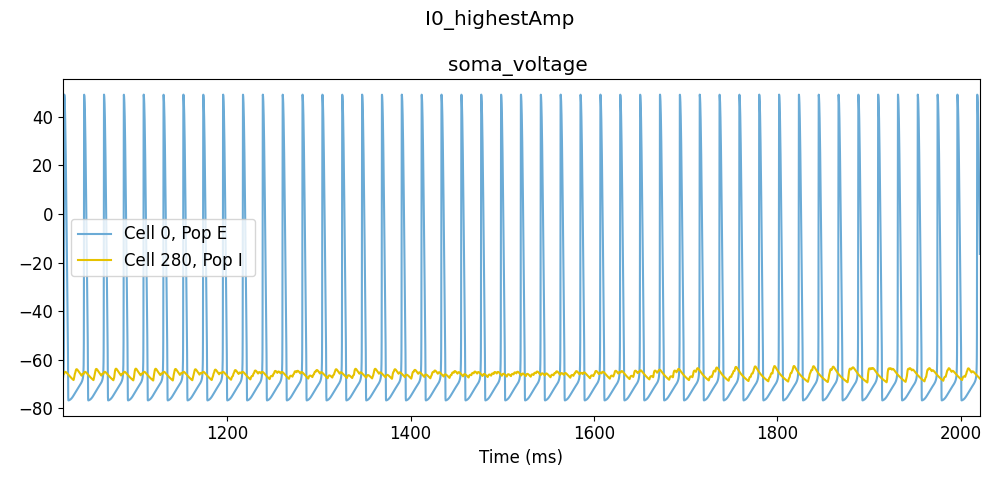 I0_highestAmp
soma_voltage
40
20
0
−20
−40
−60
−80
Cell 0, Pop E
Cell 280, Pop I
1200 1400 1600 1800 2000
Time (ms)